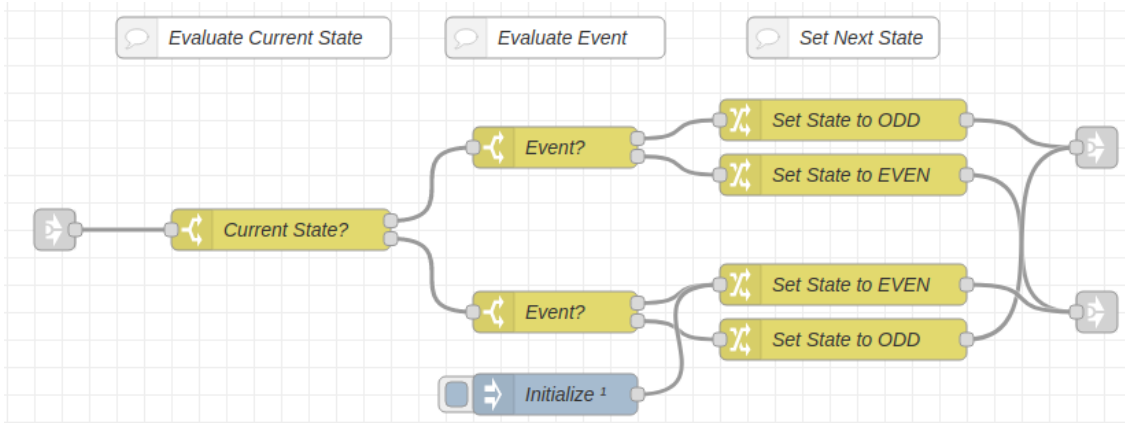 Evaluate Current State
Evaluate Event
Set Next State
Set State to ODD
Event?
Set State to EVEN
Current State?
Set State to EVEN
Event?
Set State to ODD
Initialize ¹